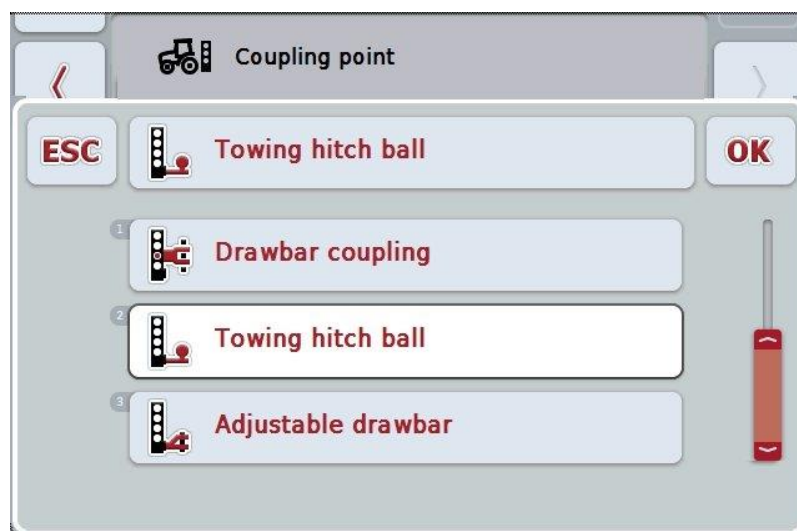 Coupling point
ESC
Towing hitch ball
OK
1
Drawbar coupling
2
Towing hitch ball
3
Adjustable drawbar